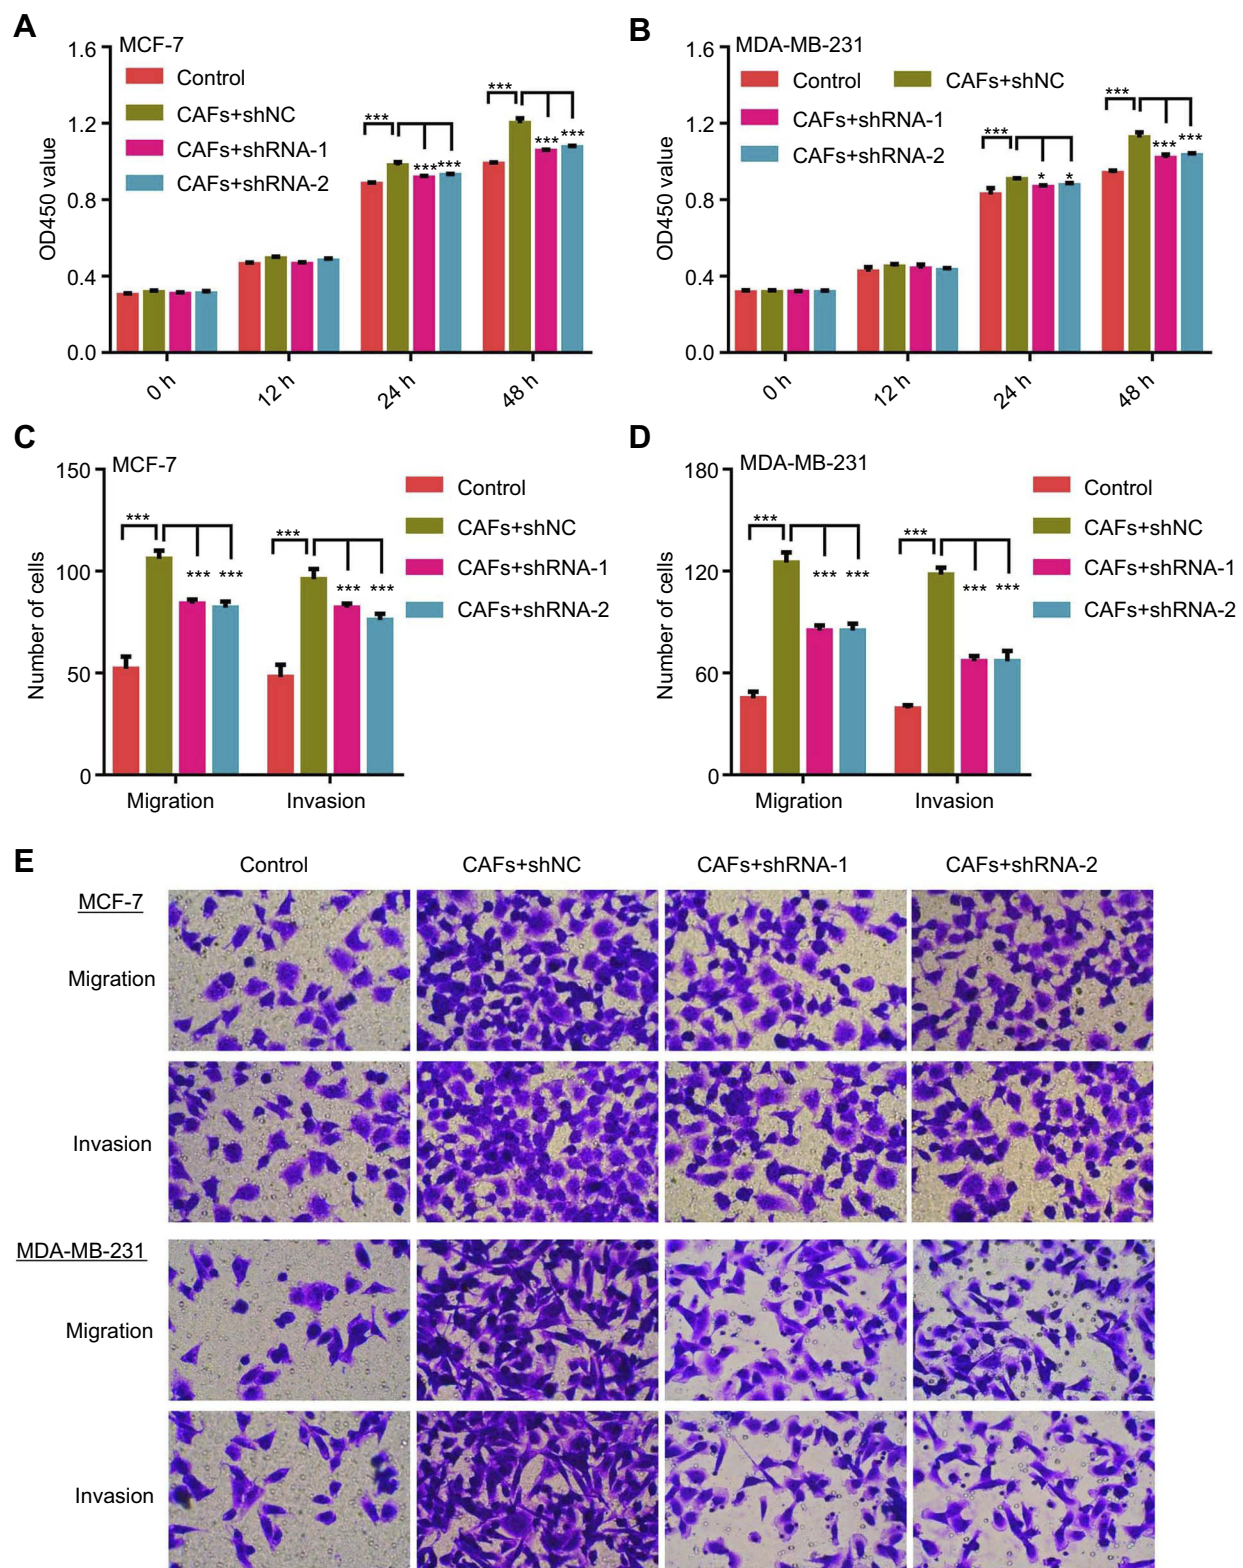 A
MCF-7
Control
CAFs+shNC
CAFs+shRNA-1
CAFs+shRNA-2
OD450 value
1.6
1.2
0.8
0.4
0.0
*** *** ***
*** *** ***
0 h 12 h 24 h 48 h
B
MDA-MB-231
Control CAFs+shNC
CAFs+shRNA-1
CAFs+shRNA-2
OD450 value
1.6
1.2
0.8
0.4
0.0
*** * *
*** *** ***
0 h 12 h 24 h 48 h
C
MCF-7
Control
CAFs+shNC
CAFs+shRNA-1
CAFs+shRNA-2
Number of cells
150
100
50
0
*** *** ***
*** *** ***
Migration Invasion
D
MDA-MB-231
Control
CAFs+shNC
CAFs+shRNA-1
CAFs+shRNA-2
Number of cells
180
120
60
0
*** *** ***
*** *** ***
Migration Invasion
E
Control CAFs+shNC CAFs+shRNA-1 CAFs+shRNA-2
MCF-7
Migration
Invasion
MDA-MB-231
Migration
Invasion